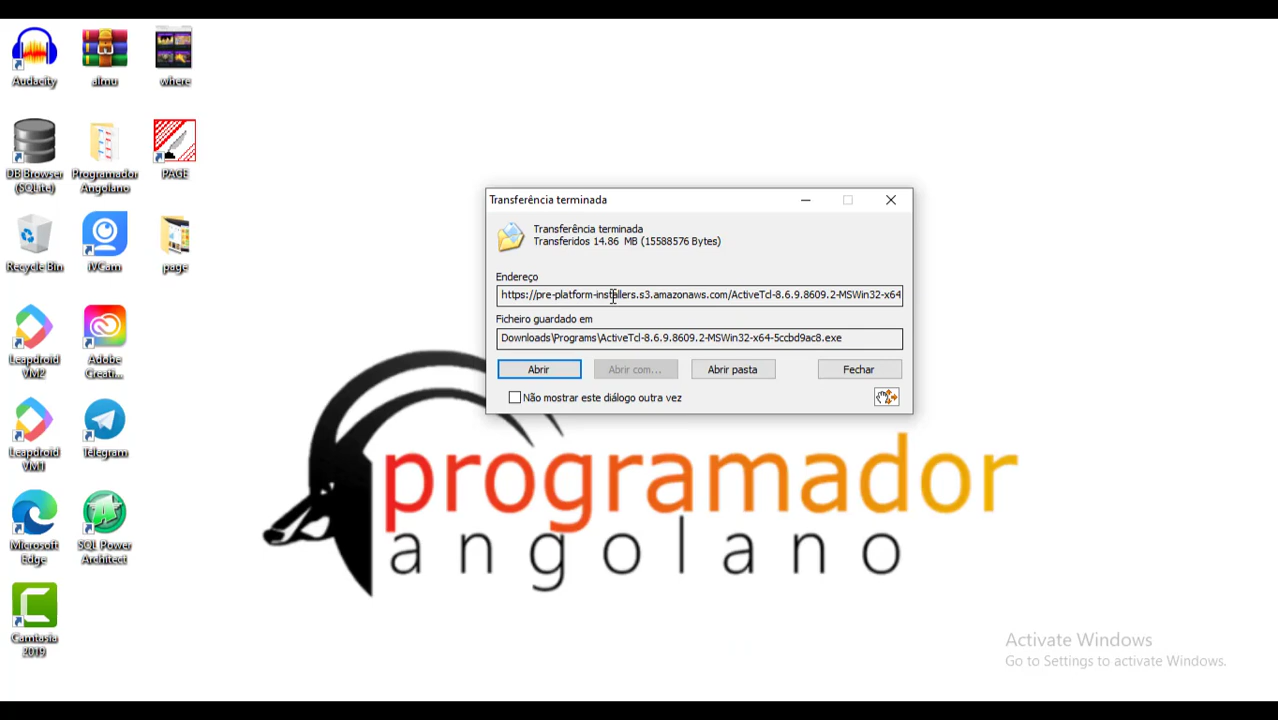 Audacity
almu
where
DB Browser
(SQLite)
Programador
Angolano
PAGE
Recycle Bin
iVCam
page
Leapdroid
VM2
Adobe
Creati...
Leapdroid
VM1
Telegram
Microsoft
Edge
SQL Power
Architect
Camtasia
2019
Transferência terminada
Transferência terminada
Transferidos 14.86 MB (15588576 Bytes)
Endereço
https://pre-platform-installers.s3.amazonaws.com/ActiveTcl-8.6.9.8609.2-MSWin32-x64
Ficheiro guardado em
Downloads\Programs\ActiveTcl-8.6.9.8609.2-MSWin32-x64-5ccbd9ac8.exe
Abrir
Abrir com...
Abrir pasta
Fechar
Não mostrar este diálogo outra vez
programador
angolano
Activate Windows
Go to Settings to activate Windows.